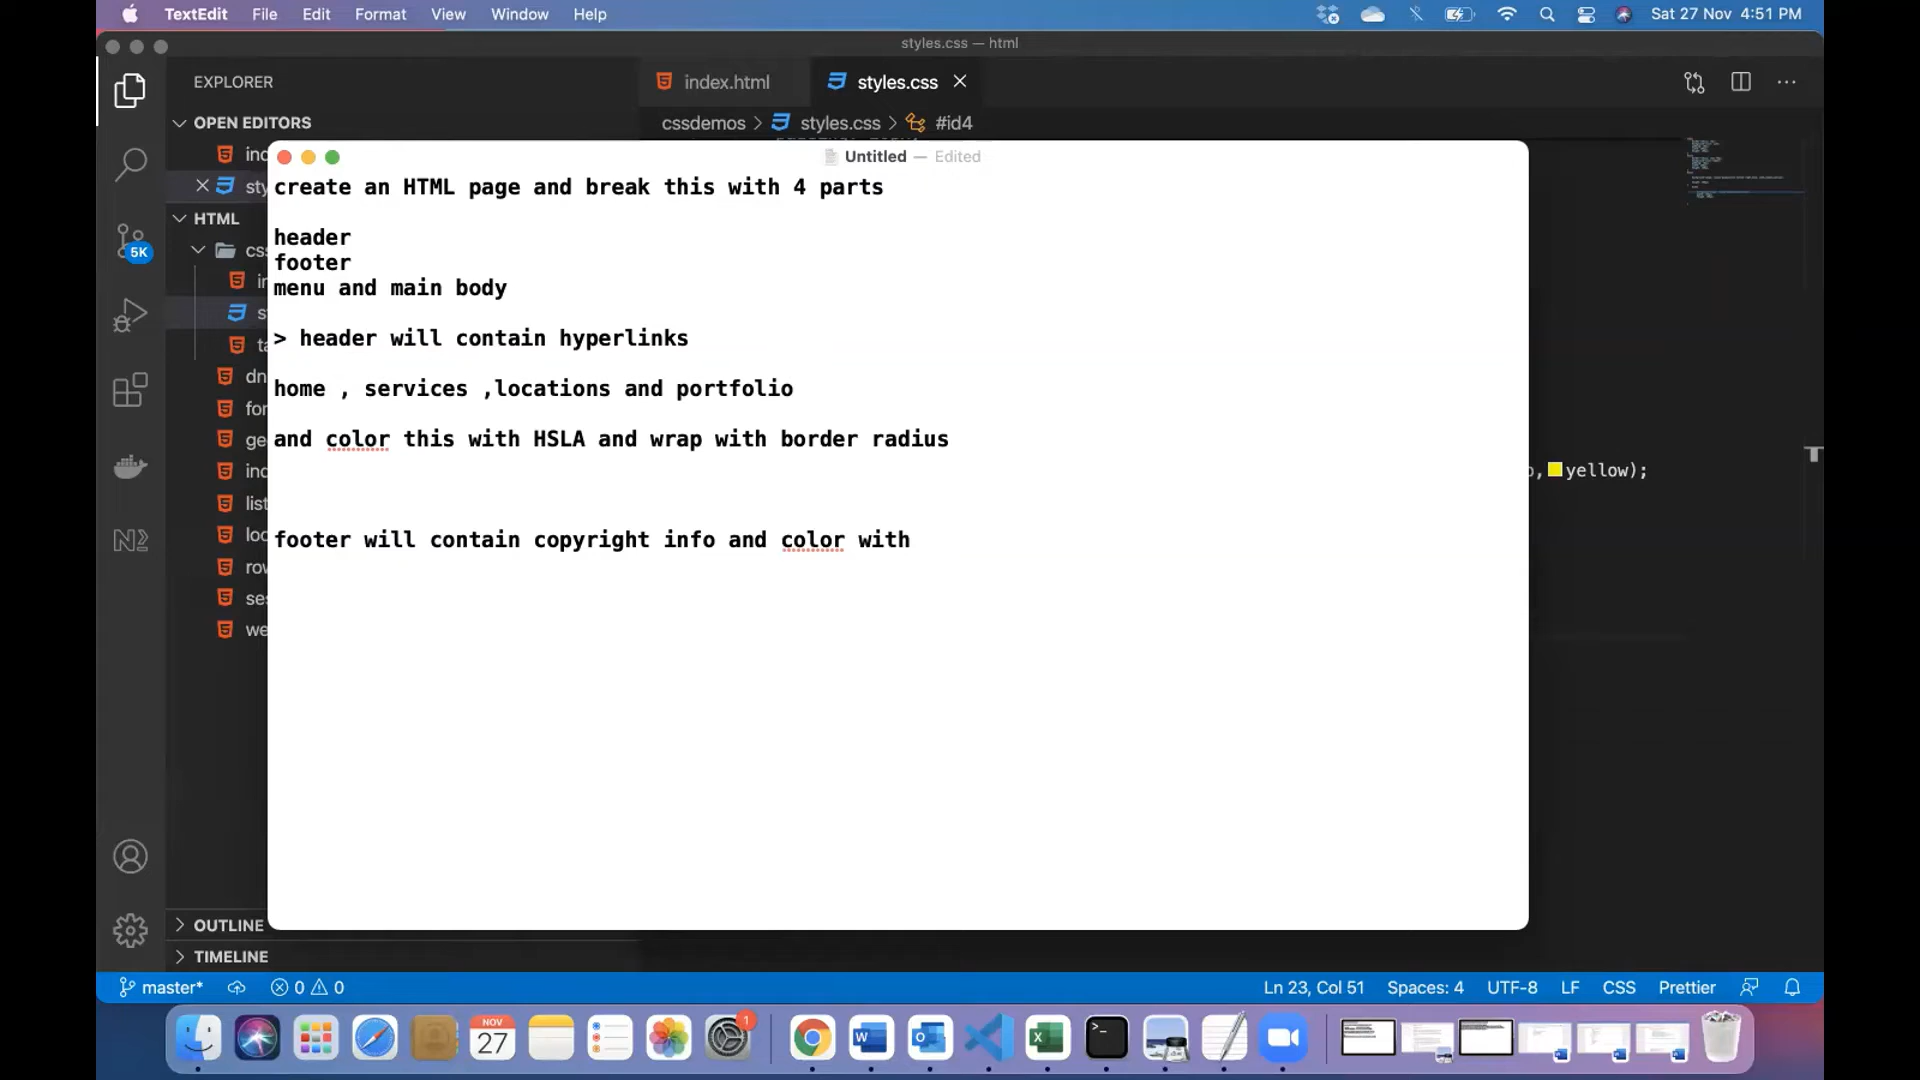 TextEdit File Edit Format View Window Help Sat 27 Nov 4:51 PM
styles.css — html
EXPLORER index.html styles.css
OPEN EDITORS cssdemos > styles.css > #id4
Untitled — Edited
create an HTML page and break this with 4 parts
HTML
header
footer
menu and main body
> header will contain hyperlinks
home , services ,locations and portfolio
and color this with HSLA and wrap with border radius
yellow);
footer will contain copyright info and color with
5K
OUTLINE
TIMELINE
master* 0 0 Ln 23, Col 51 Spaces: 4 UTF-8 LF CSS Prettier
NOV
27
1